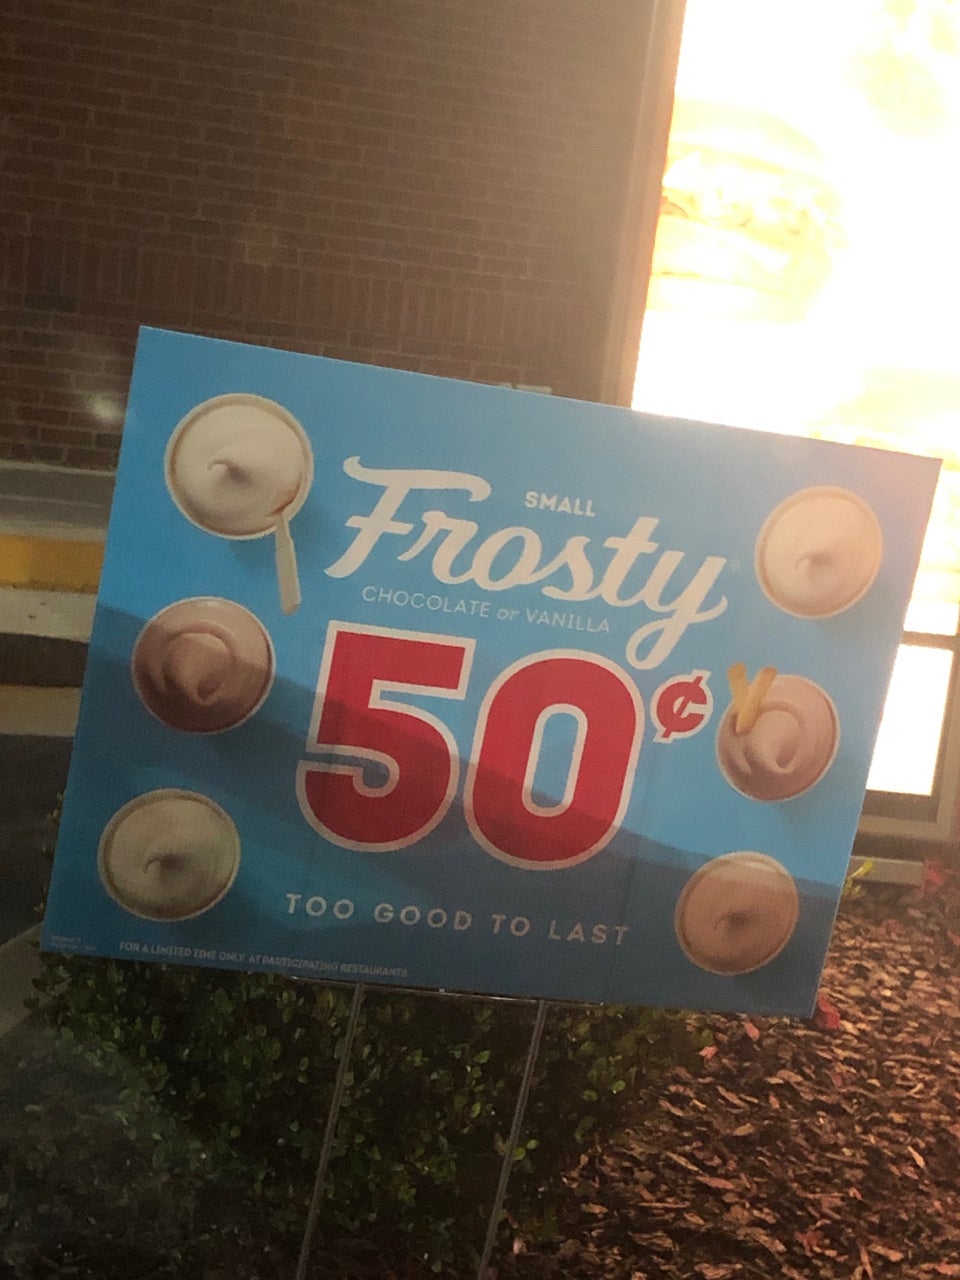 SMALL
Frosty®
CHOCOLATE or VANILLA
50¢
TOO GOOD TO LAST
FOR A LIMITED TIME ONLY. AT PARTICIPATING RESTAURANTS.